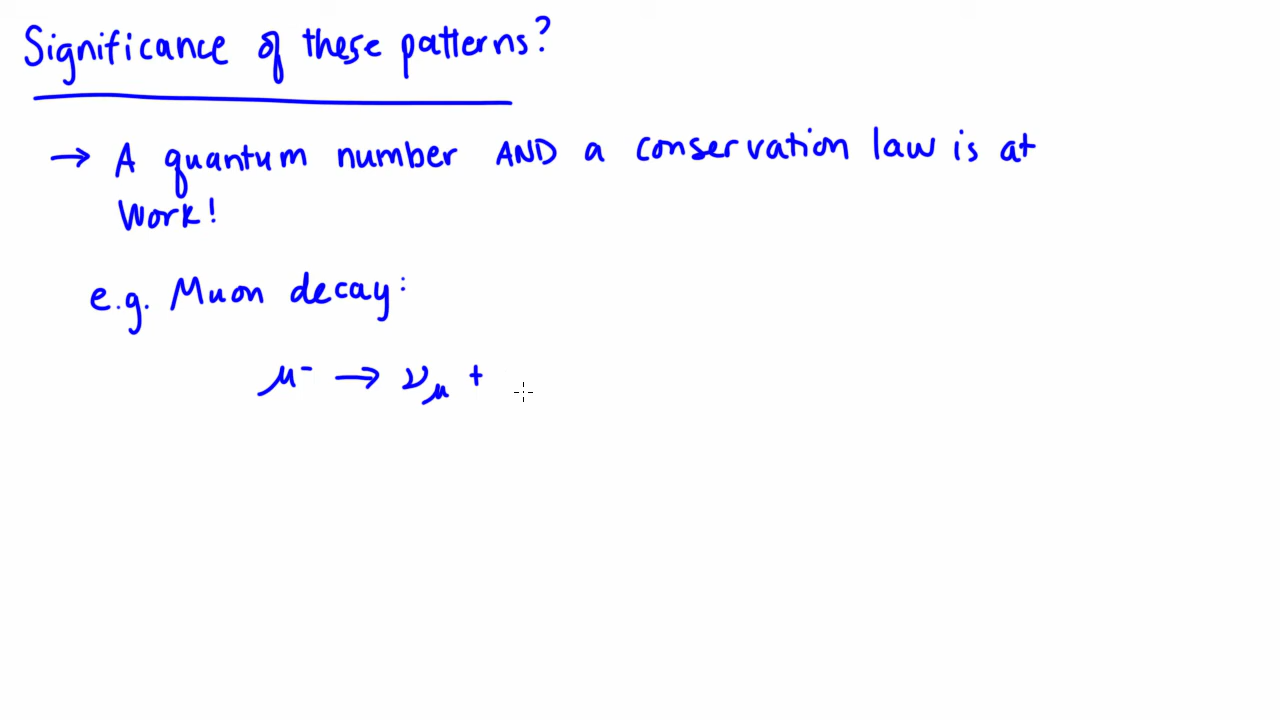 Significance of these patterns?
→ A quantum number AND a conservation law is at
Work!
e.g. Muon decay:
μ⁻ → ν_μ +